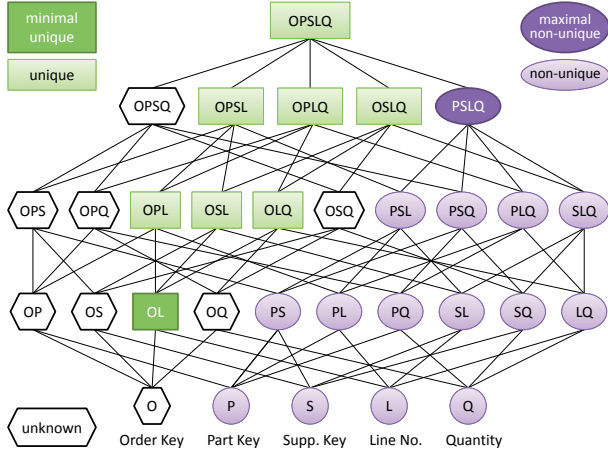 minimal
unique
OPSLQ
maximal
non-unique
unique
non-unique
OPSQ OPSL OPLQ OSLQ PSLQ
OPS OPQ OPL OSL OLQ OSQ PSL PSQ PLQ SLQ
OP OS OL OQ PS PL PQ SL SQ LQ
O P S L Q
unknown
Order Key Part Key Supp. Key Line No. Quantity